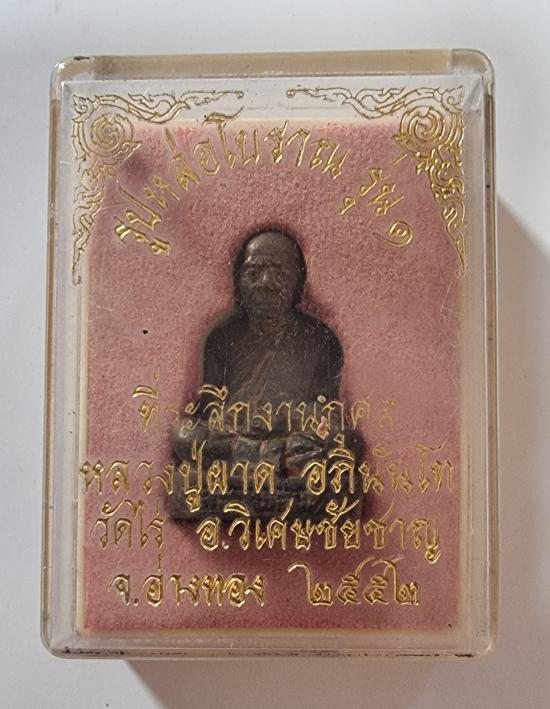 รูปหล่อโบราณ รุ่น ๑
ที่ระลึกงานกุศล
หลวงปู่ผาด อภินันโท
วัดไร่ อ.วิเศษชัยชาญ
จ.อ่างทอง ๒๕๕๒